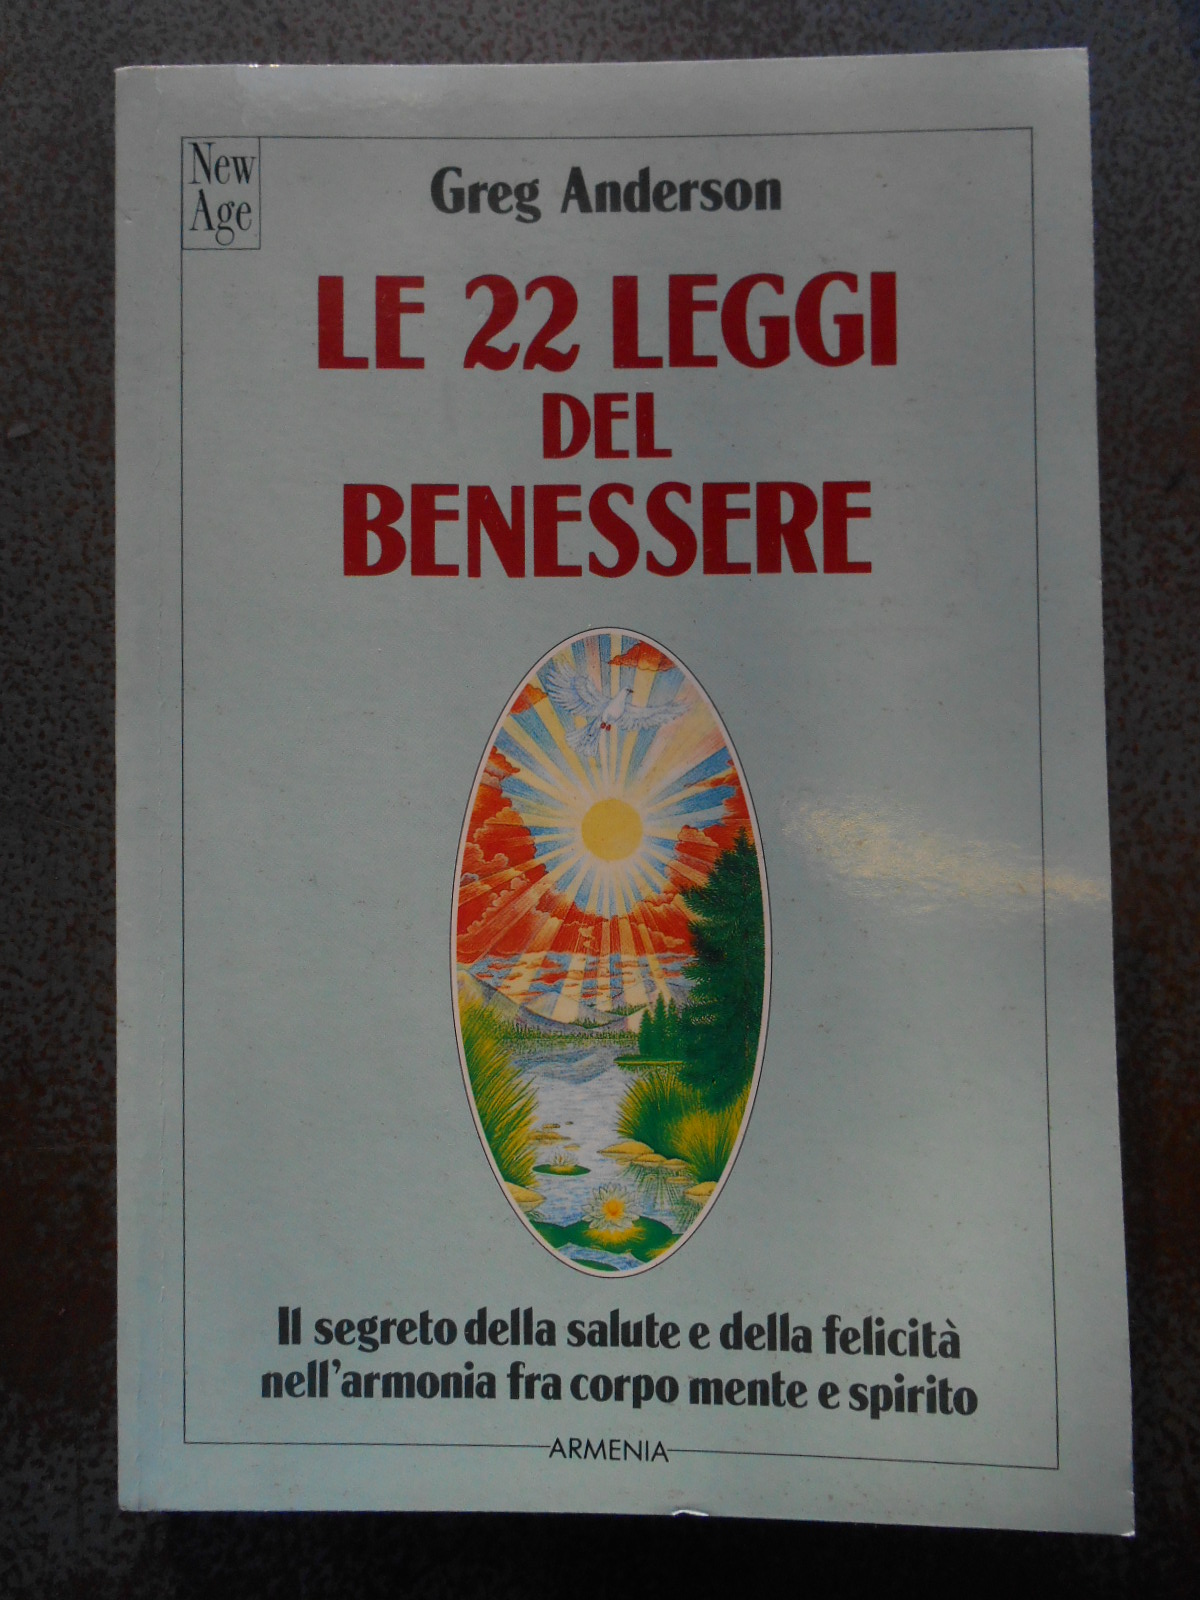 New
Age
Greg Anderson
LE 22 LEGGI
DEL
BENESSERE
Il segreto della salute e della felicità
nell'armonia fra corpo mente e spirito
ARMENIA